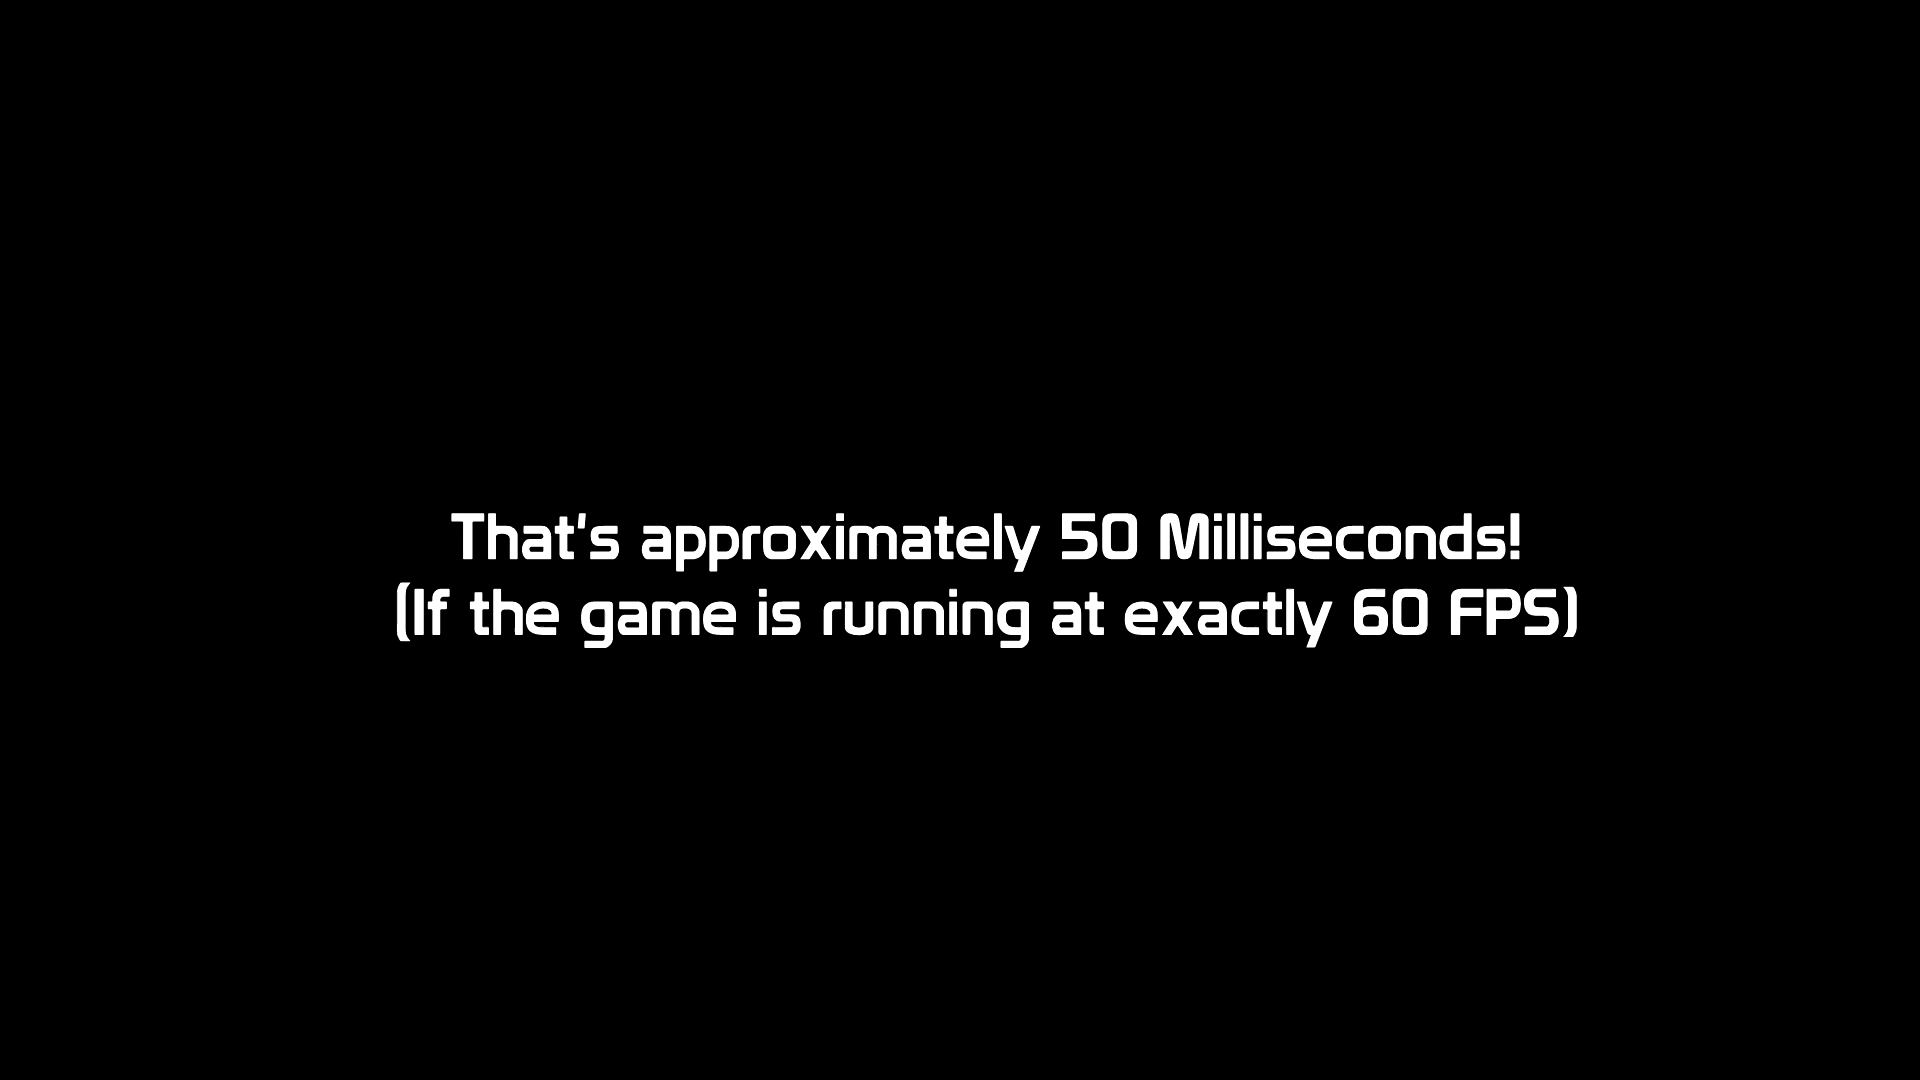 That's approximately 50 Milliseconds!
(If the game is running at exactly 60 FPS)